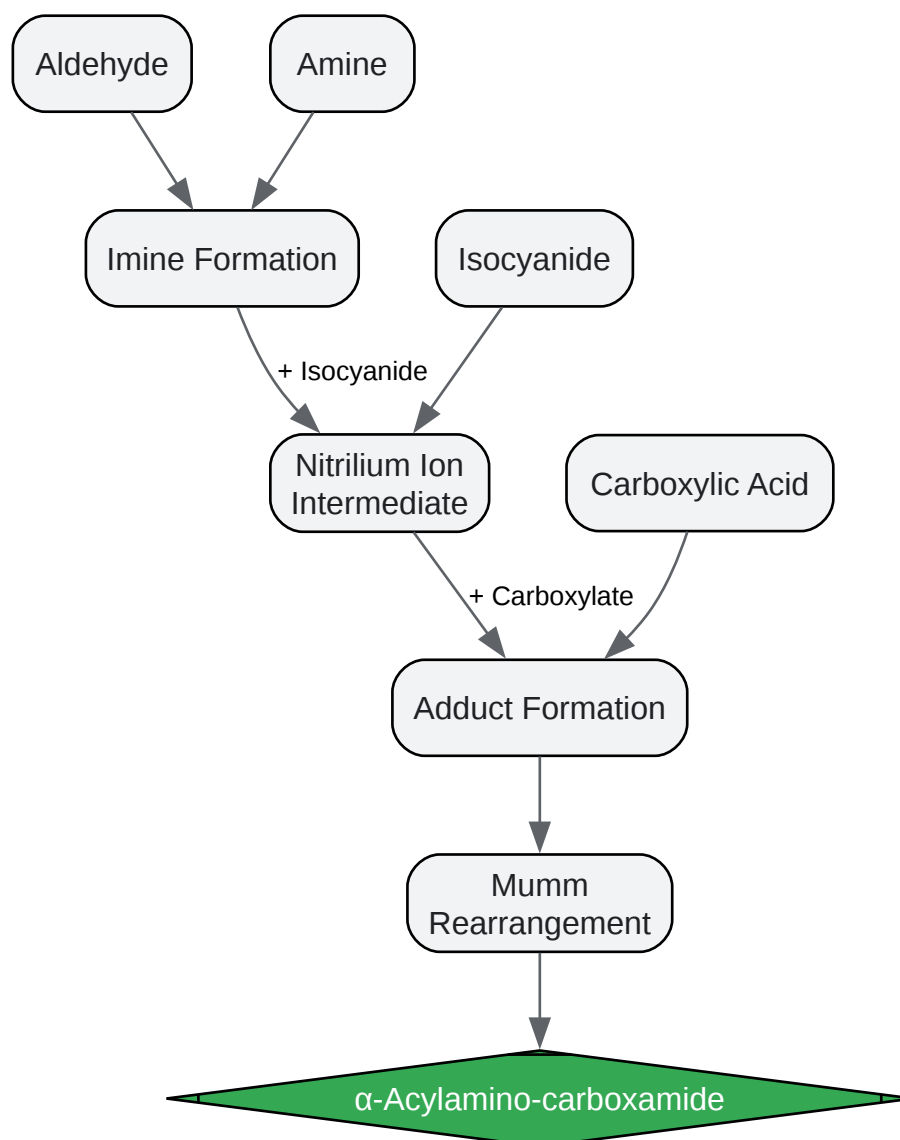 Aldehyde
Amine
Imine Formation
Isocyanide
+ Isocyanide
Nitrilium Ion
Intermediate
Carboxylic Acid
+ Carboxylate
Adduct Formation
Mumm
Rearrangement
α-Acylamino-carboxamide